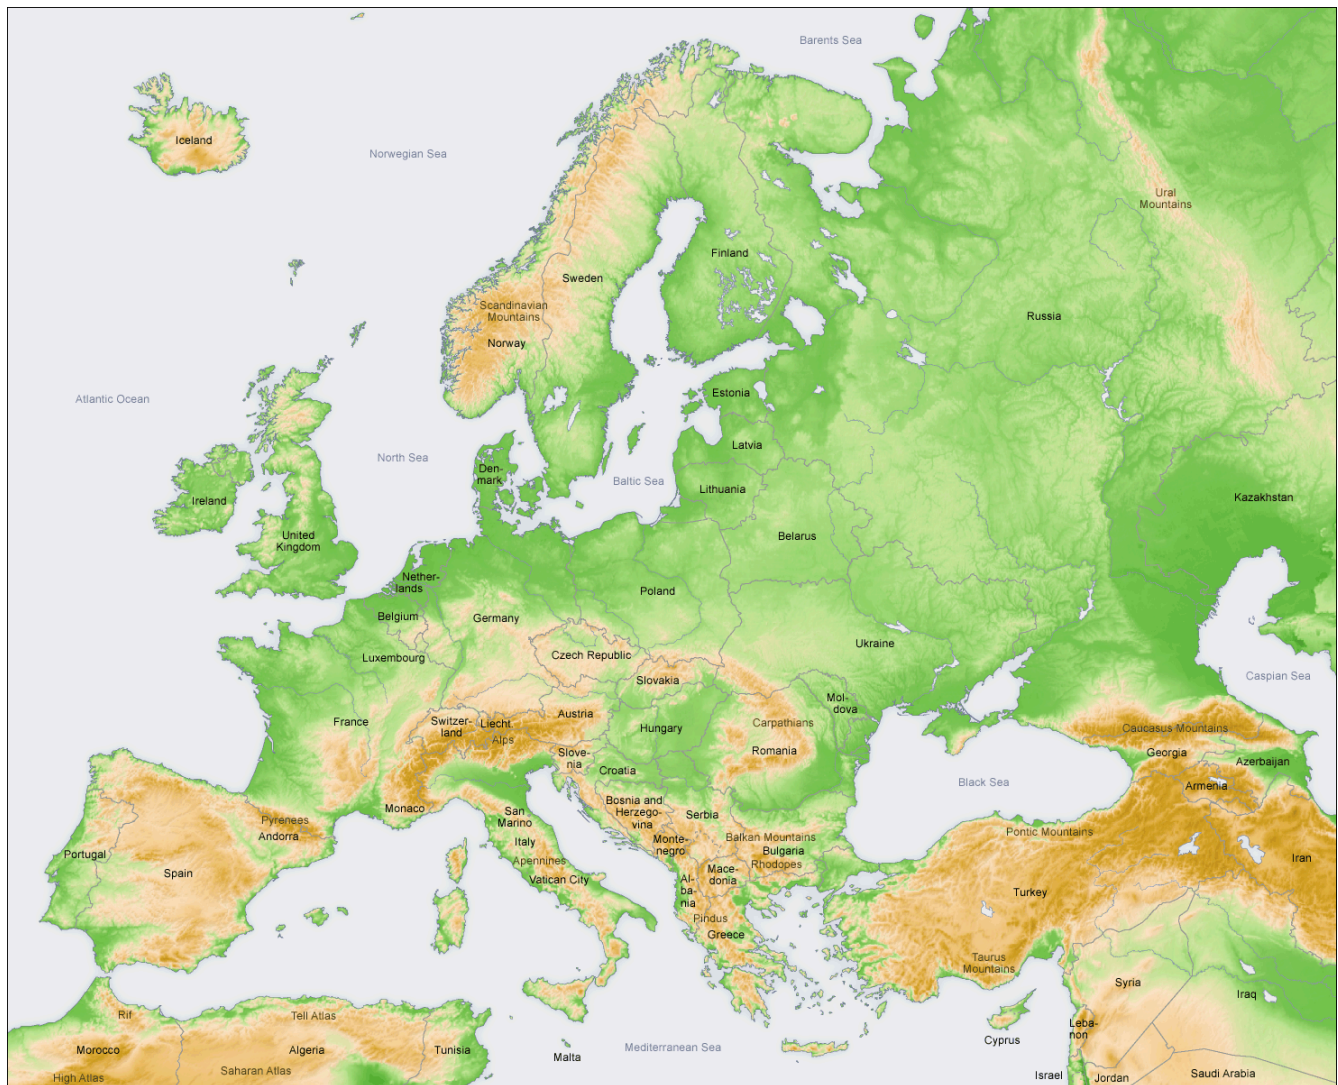 Barents Sea
Iceland
Norwegian Sea
Ural
Mountains
Finland
Sweden
Scandinavian
Mountains
Norway
Russia
Atlantic Ocean
Estonia
Latvia
North Sea
Den-
mark
Baltic Sea
Lithuania
Ireland
Kazakhstan
United
Kingdom
Belarus
Nether-
lands
Poland
Belgium
Germany
Ukraine
Luxembourg
Czech Republic
Slovakia
Caspian Sea
Mol-
dova
France
Switzer-
land
Liecht.
Austria
Alps
Hungary
Carpathians
Romania
Caucasus Mountains
Georgia
Azerbaijan
Slove-
nia
Croatia
Black Sea
Armenia
Monaco
San
Marino
Bosnia and
Herzego-
vina
Serbia
Pyrenees
Andorra
Italy
Monte-
negro
Balkan Mountains
Bulgaria
Pontic Mountains
Portugal
Spain
Apennines
Vatican City
Rhodopes
Mace-
donia
Al-
ba-
nia
Iran
Turkey
Pindus
Greece
Taurus
Mountains
Syria
Iraq
Rif
Tell Atlas
Morocco
Algeria
Tunisia
Malta
Mediterranean Sea
Cyprus
Leba-
non
High Atlas
Saharan Atlas
Israel
Jordan
Saudi Arabia